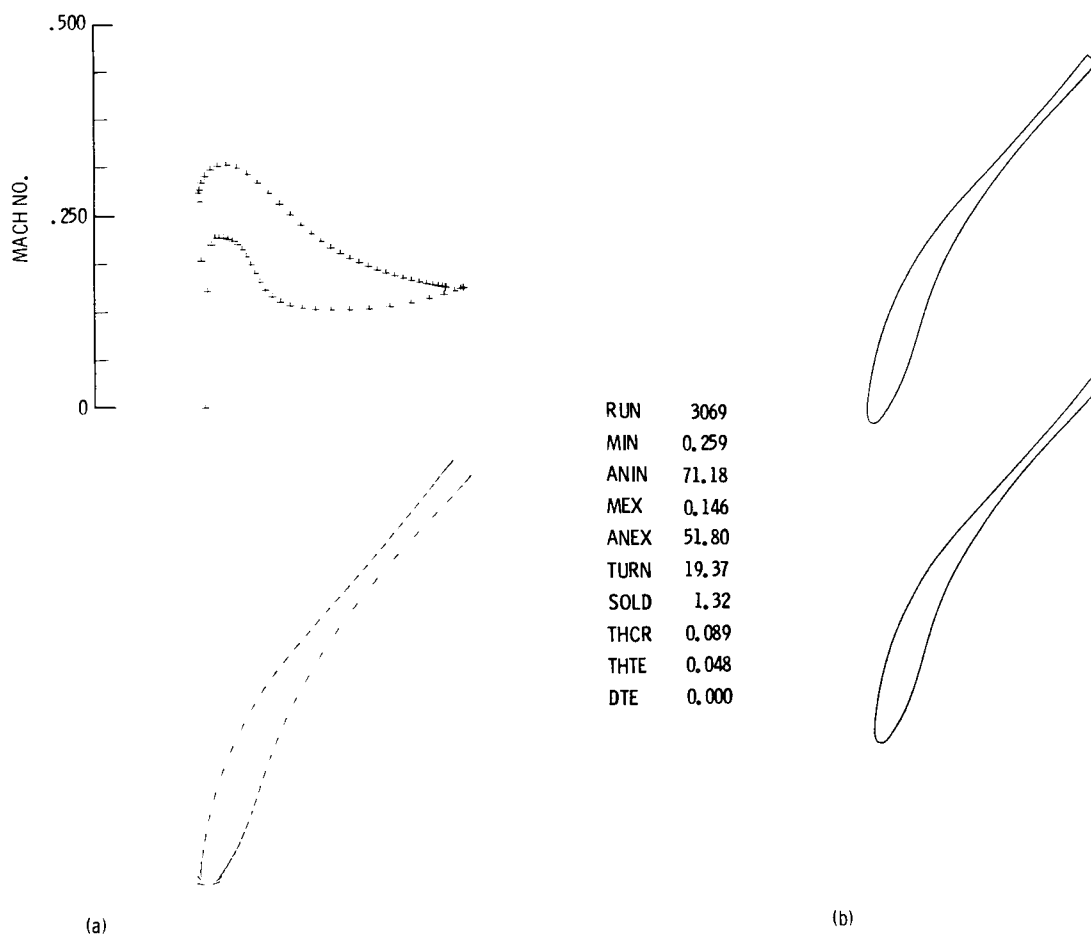 .500
MACH NO.
.250
0
RUN 3069
MIN 0.259
ANIN 71.18
MEX 0.146
ANEX 51.80
TURN 19.37
SOLD 1.32
THCR 0.089
THTE 0.048
DTE 0.000
(a)
(b)